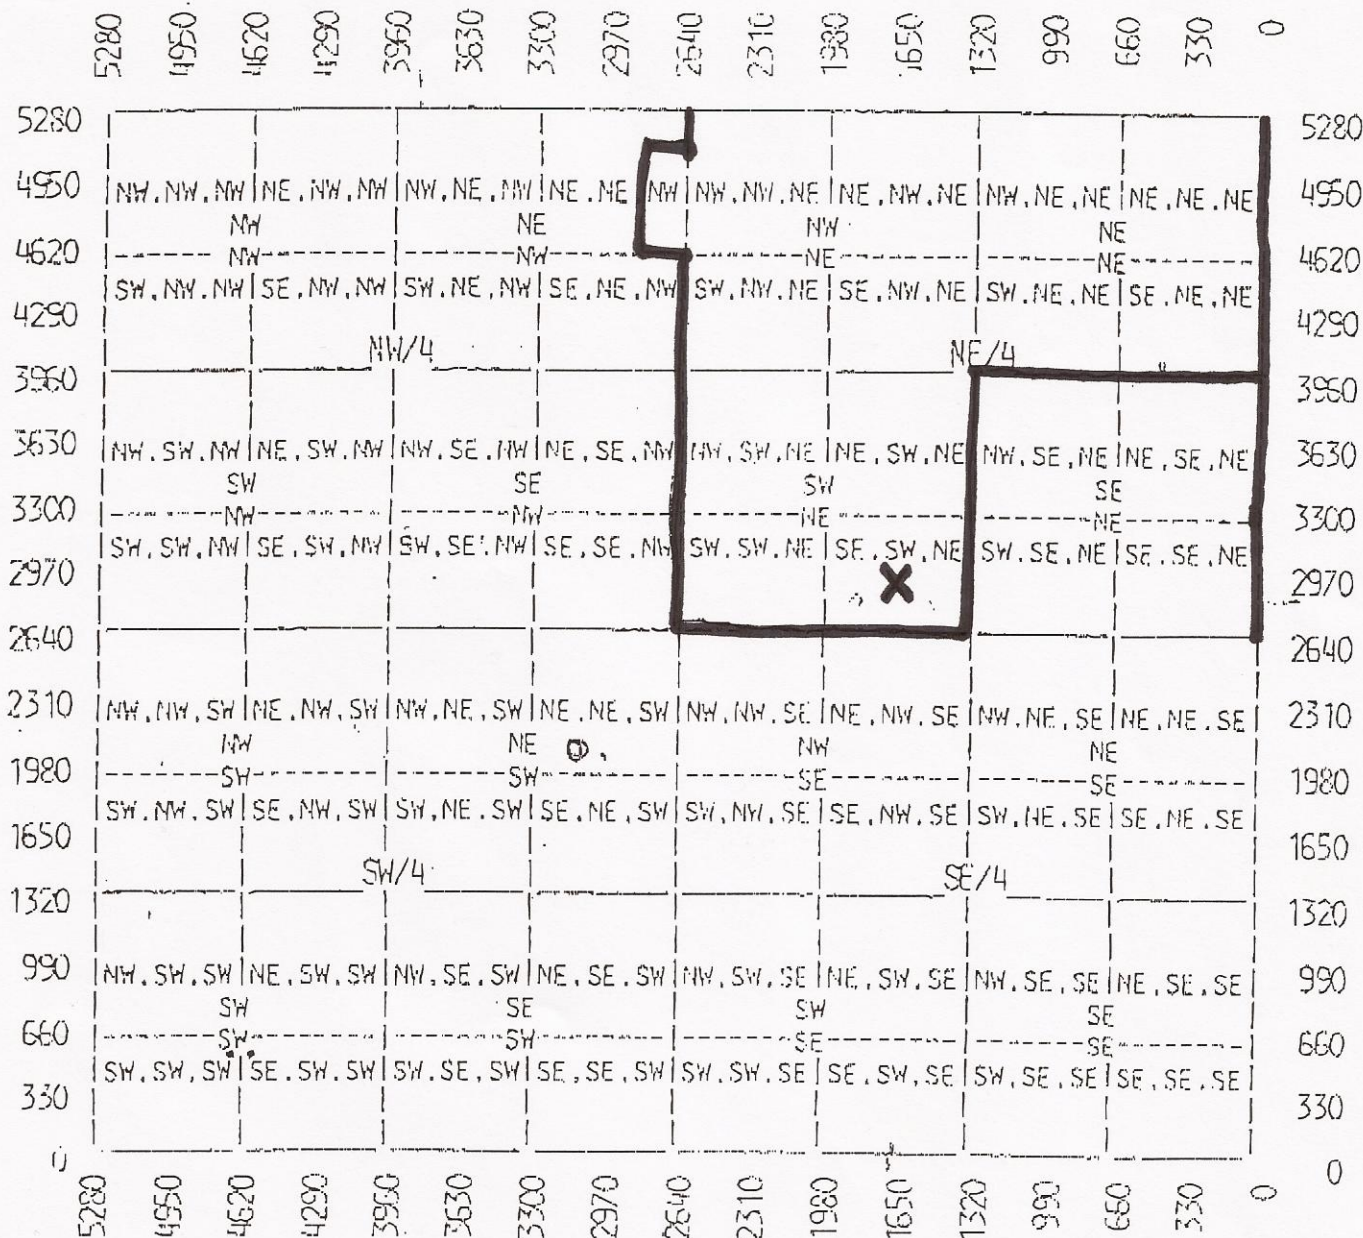 5280 4950 4620 4290 3960 3630 3300 2970 2640 2310 1980 1650 1320 990 660 330 0
5280 5280
4950 NW.NW.NW NE.NW.NW NW.NE.NW NE.NE NW NW.NW.NE NE.NW.NE NW.NE.NE NE.NE.NE 4950
NW NE NW NE
4620 NW NW NE NE 4620
SW.NW.NW SE.NW.NW SW.NE.NW SE.NE.NW SW.NW.NE SE.NW.NE SW.NE.NE SE.NE.NE
4290 4290
NW/4 NE/4
3960 3960
3630 NW.SW.NW NE.SW.NW NW.SE.NW NE.SE.NW NW.SW.NE NE.SW.NE NW.SE.NE NE.SE.NE 3630
SW SE SW SE
3300 NW NW NE NE 3300
SW.SW.NW SE.SW.NW SW.SE.NW SE.SE.NW SW.SW.NE SE.SW.NE SW.SE.NE SE.SE.NE
2970 X 2970
2640 2640
2310 NW.NW.SW NE.NW.SW NW.NE.SW NE.NE.SW NW.NW.SE NE.NW.SE NW.NE.SE NE.NE.SE 2310
NW NE NW NE
1980 SW SW SE SE 1980
SW.NW.SW SE.NW.SW SW.NE.SW SE.NE.SW SW.NW.SE SE.NW.SE SW.NE.SE SE.NE.SE
1650 1650
SW/4 SE/4
1320 1320
990 NW.SW.SW NE.SW.SW NW.SE.SW NE.SE.SW NW.SW.SE NE.SW.SE NW.SE.SE NE.SE.SE 990
SW SE SW SE
660 SW SW SE SE 660
SW.SW.SW SE.SW.SW SW.SE.SW SE.SE.SW SW.SW.SE SE.SW.SE SW.SE.SE SE.SE.SE
330 330
0 0
5280 4950 4620 4290 3960 3630 3300 2970 2640 2310 1980 1650 1320 990 660 330 0